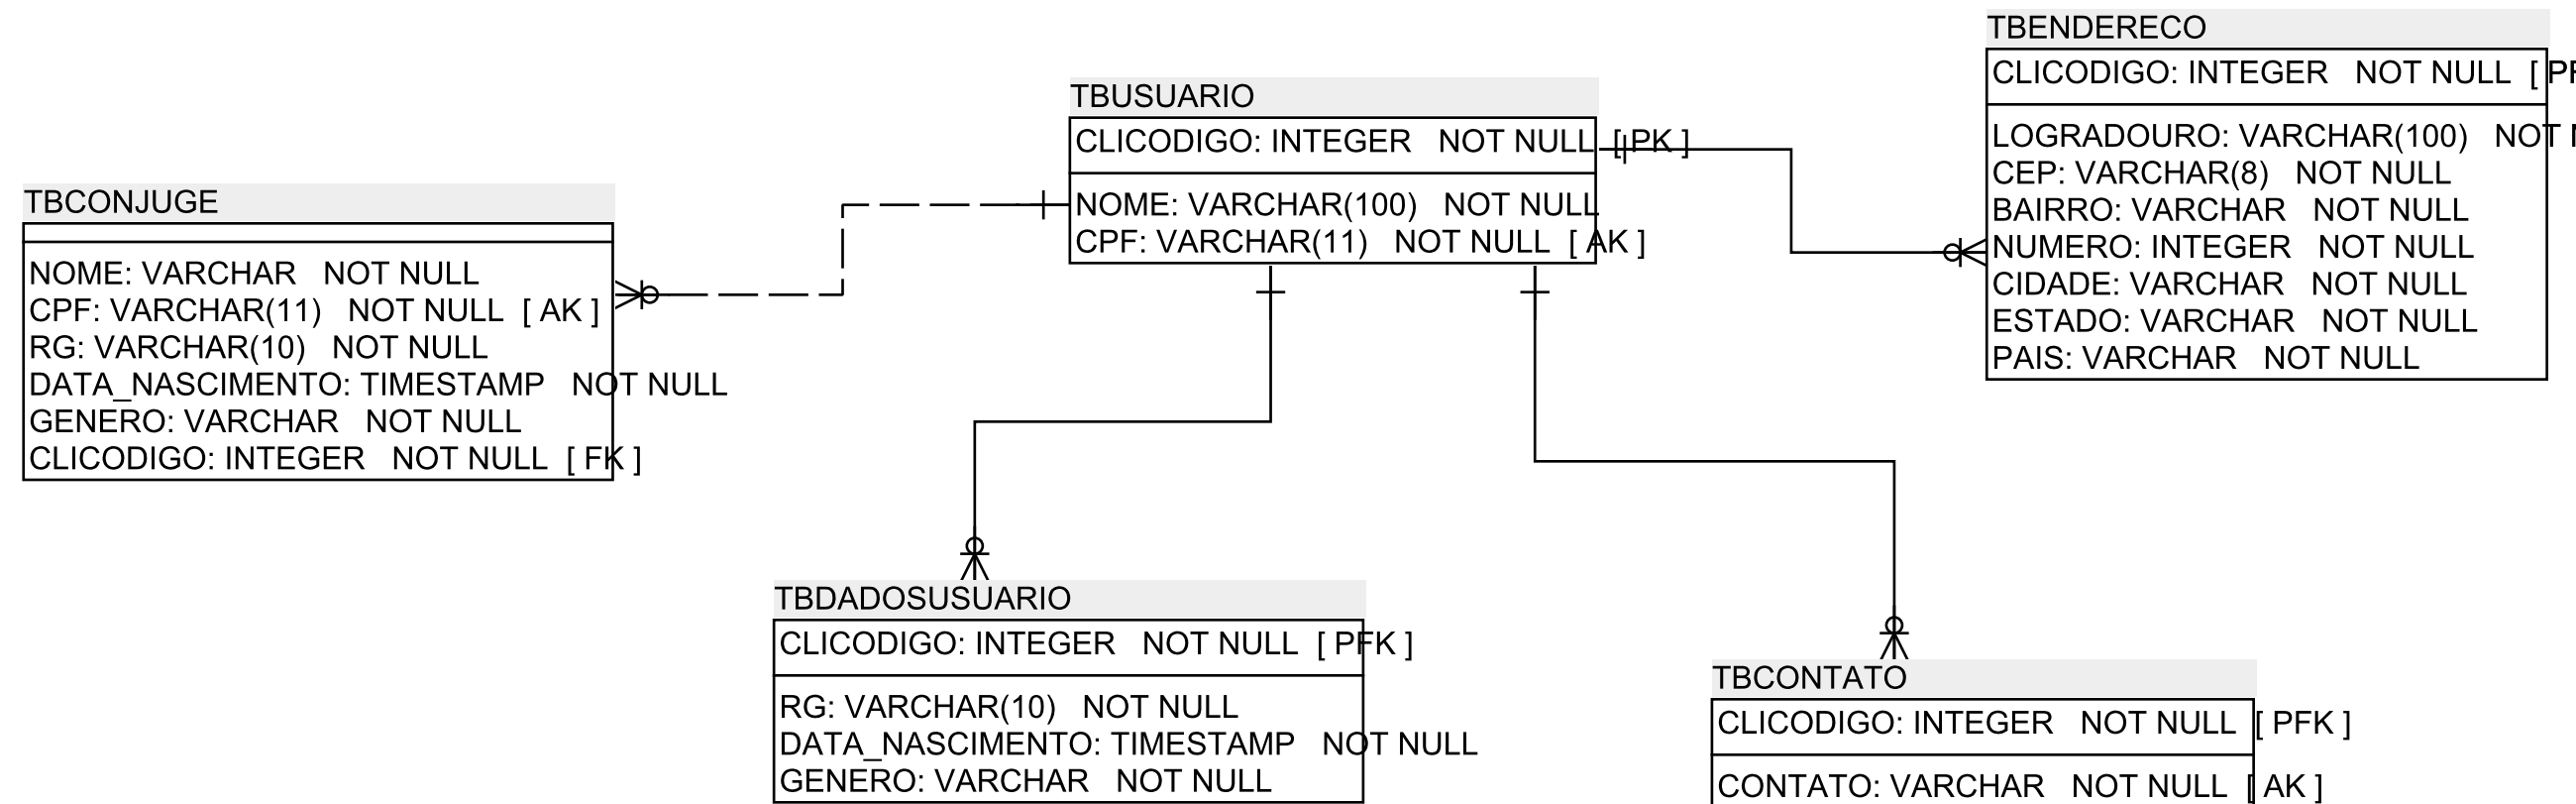 TBCONJUGE
NOME: VARCHAR NOT NULL
CPF: VARCHAR(11) NOT NULL [ AK ]
RG: VARCHAR(10) NOT NULL
DATA_NASCIMENTO: TIMESTAMP NOT NULL
GENERO: VARCHAR NOT NULL
CLICODIGO: INTEGER NOT NULL [ FK ]
TBUSUARIO
CLICODIGO: INTEGER NOT NULL [ PK ]
NOME: VARCHAR(100) NOT NULL
CPF: VARCHAR(11) NOT NULL [ AK ]
TBENDERECO
CLICODIGO: INTEGER NOT NULL [
LOGRADOURO: VARCHAR(100) NOT
CEP: VARCHAR(8) NOT NULL
BAIRRO: VARCHAR NOT NULL
NUMERO: INTEGER NOT NULL
CIDADE: VARCHAR NOT NULL
ESTADO: VARCHAR NOT NULL
PAIS: VARCHAR NOT NULL
TBDADOSUSUARIO
CLICODIGO: INTEGER NOT NULL [ PFK ]
RG: VARCHAR(10) NOT NULL
DATA_NASCIMENTO: TIMESTAMP NOT NULL
GENERO: VARCHAR NOT NULL
TBCONTATO
CLICODIGO: INTEGER NOT NULL [ PFK ]
CONTATO: VARCHAR NOT NULL [ AK ]